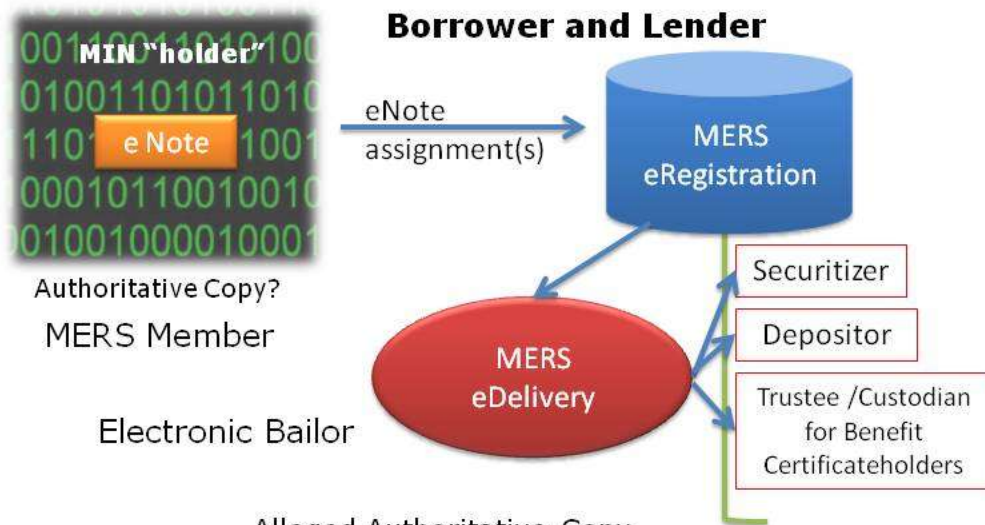 Borrower and Lender
MIN “holder”
e Note
eNote
assignment(s)
MERS
eRegistration
Authoritative Copy?
MERS Member
MERS
eDelivery
Securitizer
Depositor
Trustee /Custodian
for Benefit
Certificateholders
Electronic Bailor
Alleged Authoritative Copy